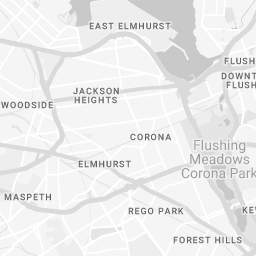 EAST ELMHURST
FLUSH
DOWNT
FLUSH
JACKSON
HEIGHTS
WOODSIDE
CORONA
Flushing
Meadows
Corona Park
ELMHURST
MASPETH
REGO PARK
KEW
FOREST HILLS